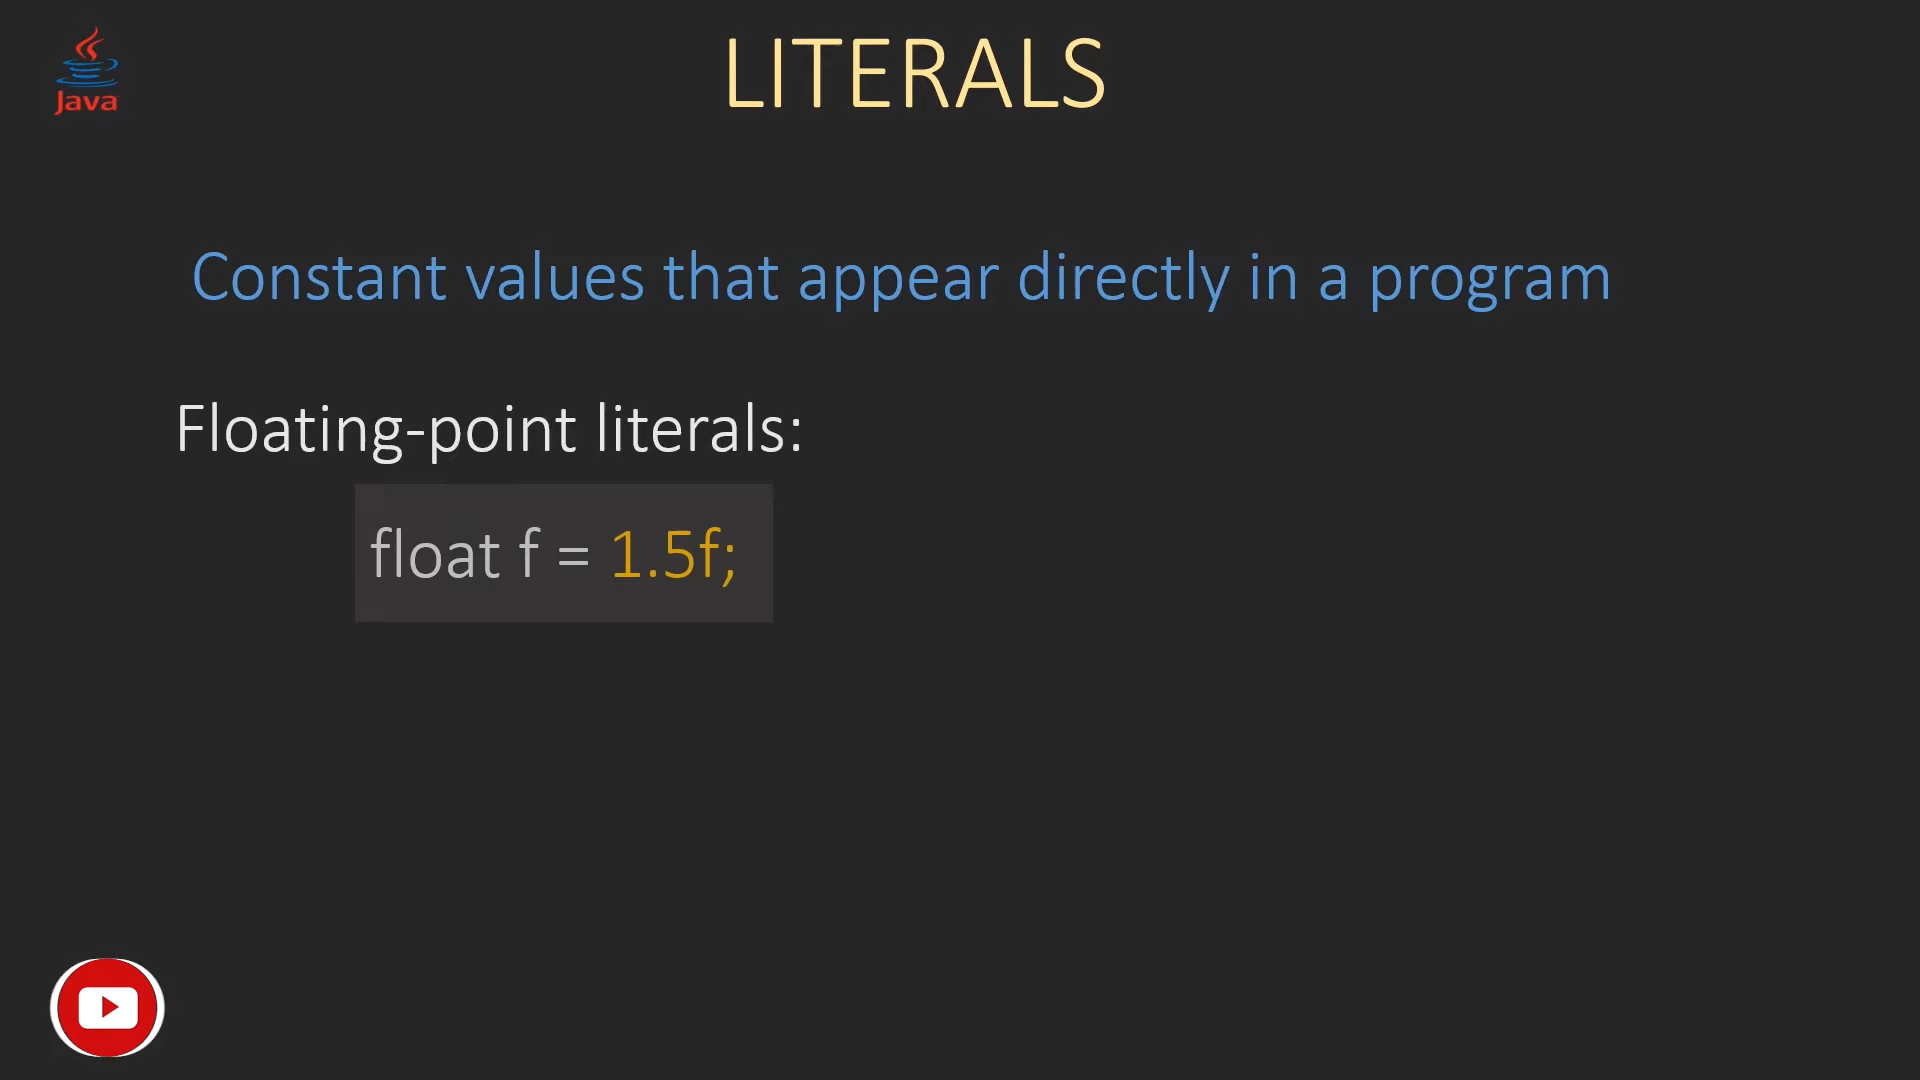 Java
LITERALS
Constant values that appear directly in a program
Floating-point literals:
float f = 1.5f;